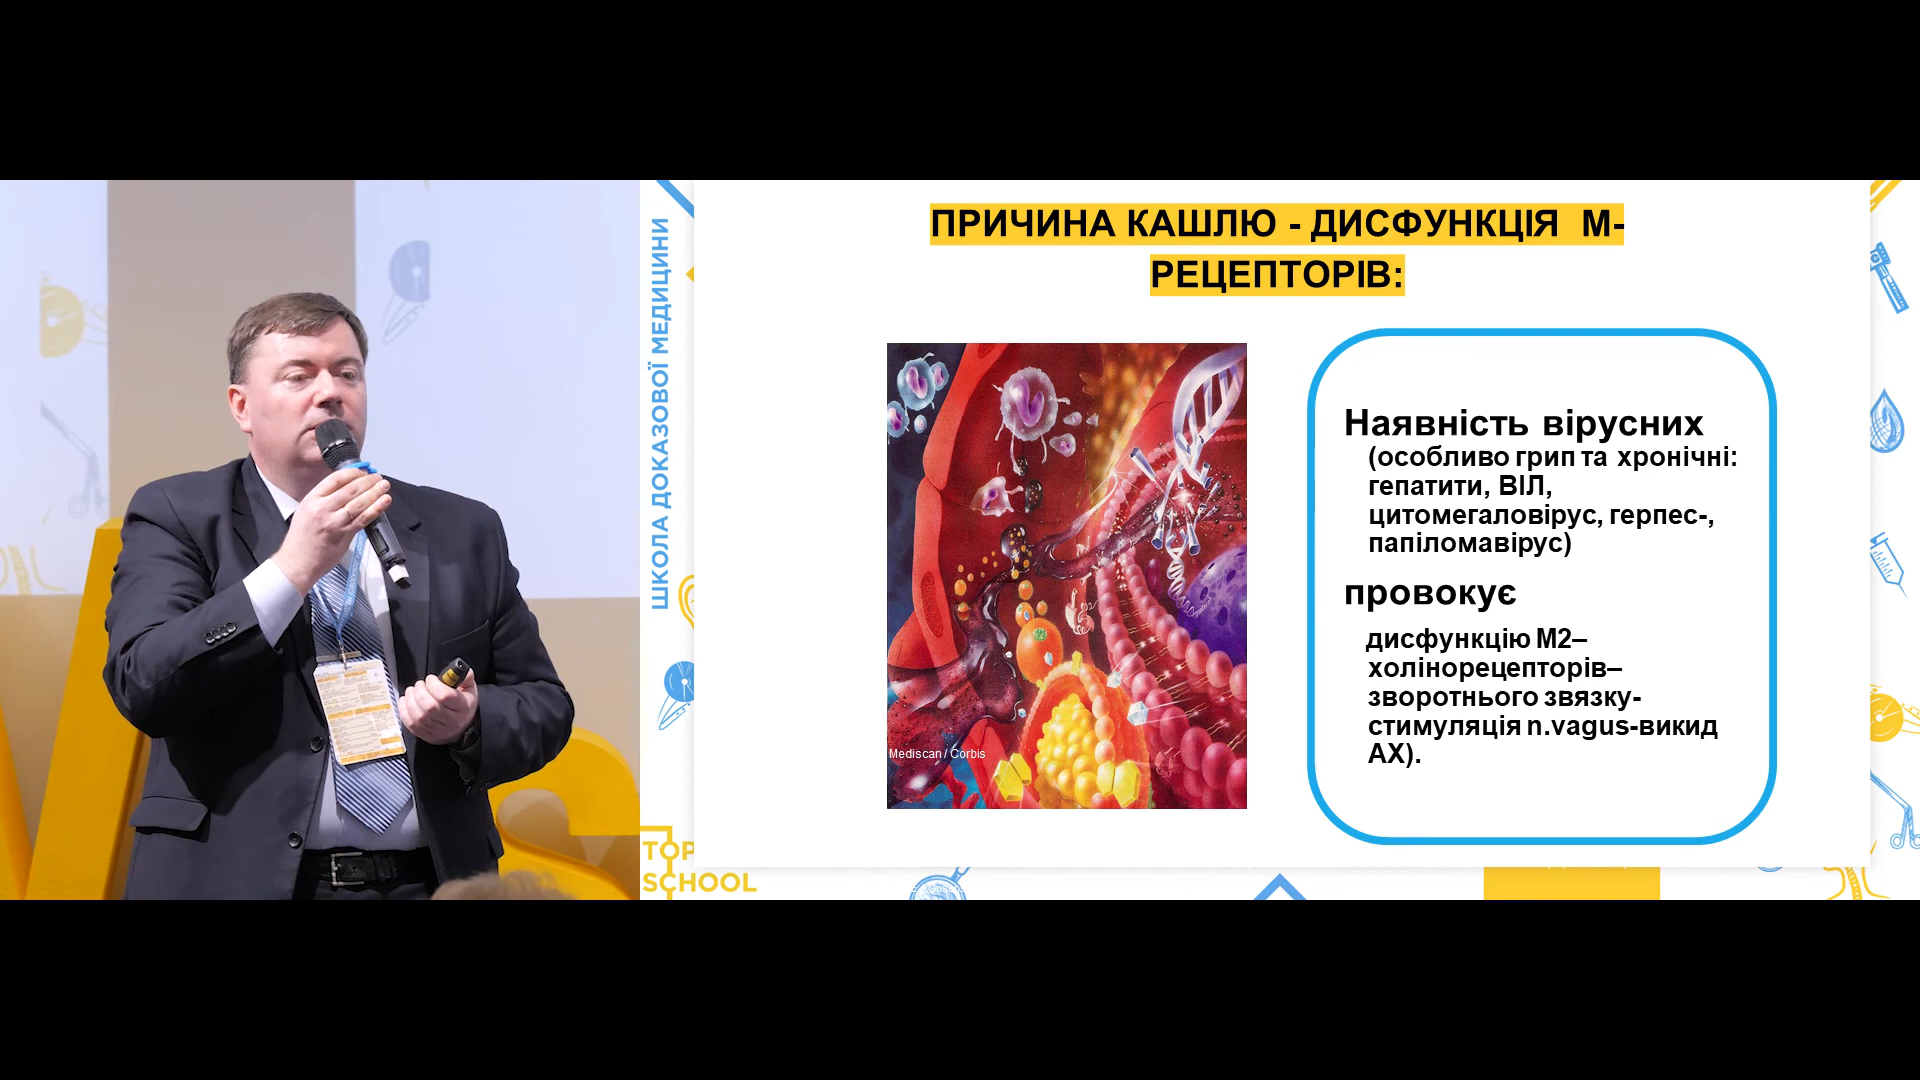 ШКОЛА ДОКАЗОВОЇ МЕДИЦИНИ
TOP
SCHOOL
ПРИЧИНА КАШЛЮ - ДИСФУНКЦІЯ М-
РЕЦЕПТОРІВ:
Mediscan / Corbis
Наявність вірусних
(особливо грип та хронічні:
гепатити, ВІЛ,
цитомегаловірус, герпес-,
папіломавірус)
провокує
дисфункцію М2–
холінорецепторів–
зворотнього звязку-
стимуляція n.vagus-викид
АХ).